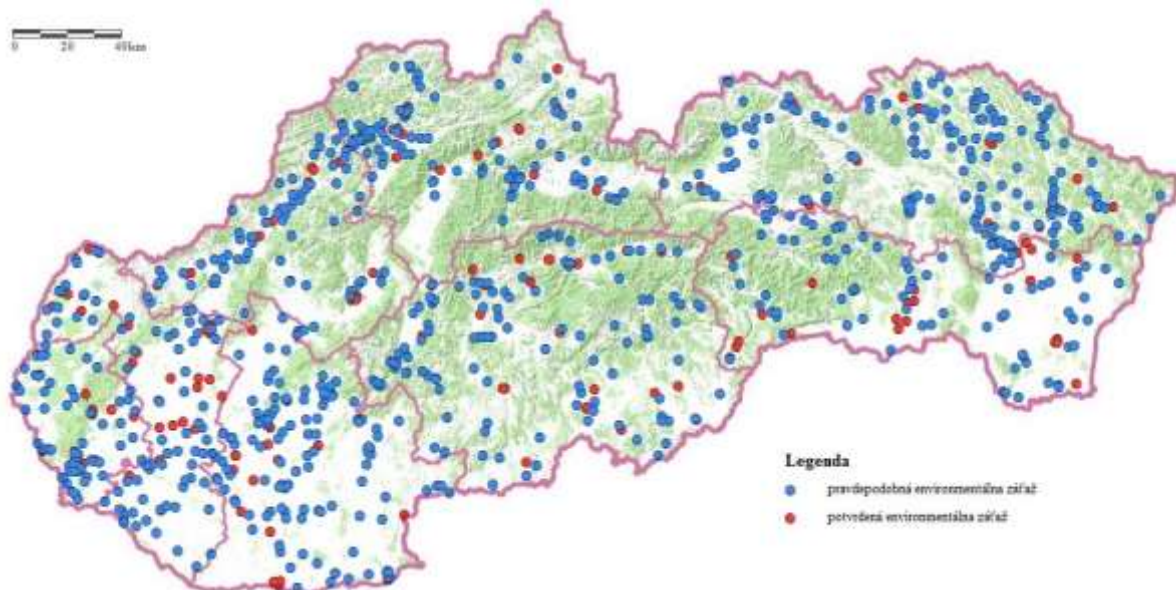 0 20 40km
Legenda
pravdepodobná environmentálna záťaž
potvrdená environmentálna záťaž